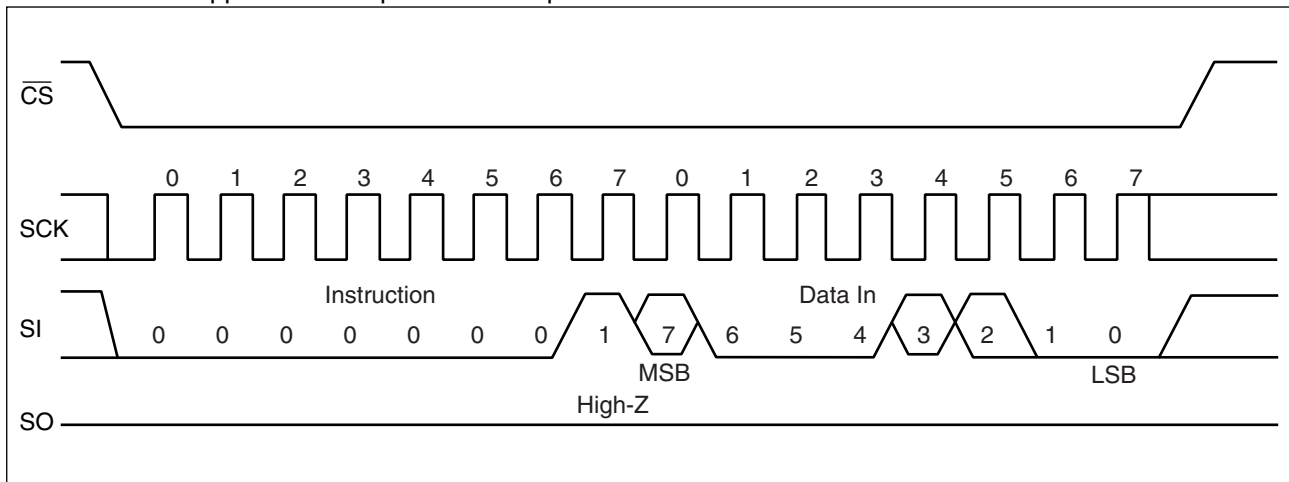 CS
0 1 2 3 4 5 6 7 0 1 2 3 4 5 6 7
SCK
Instruction Data In
SI 0 0 0 0 0 0 0 1 7 6 5 4 3 2 1 0
MSB LSB
High-Z
SO